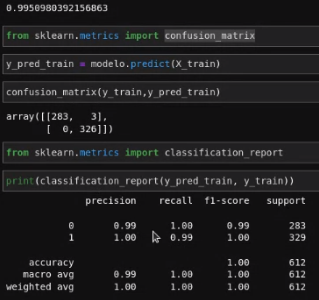 0.9950980392156863
from sklearn.metrics import confusion_matrix
y_pred_train = modelo.predict(X_train)
confusion_matrix(y_train,y_pred_train)
array([[283, 3],
[ 0, 326]])
from sklearn.metrics import classification_report
print(classification_report(y_pred_train, y_train))
precision recall f1-score support
0 0.99 1.00 0.99 283
1 1.00 0.99 1.00 329
accuracy 1.00 612
macro avg 0.99 1.00 1.00 612
weighted avg 1.00 1.00 1.00 612